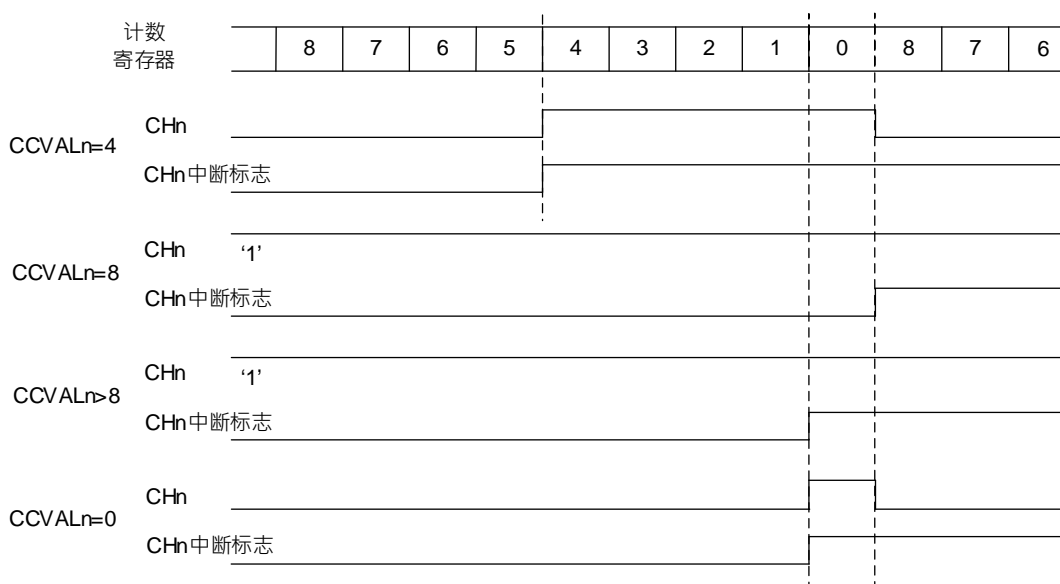 计数
寄存器
8 7 6 5 4 3 2 1 0 8 7 6
CCVALn=4
CHn
CHn中断标志
CCVALn=8
CHn ‘1’
CHn中断标志
CCVALn>8
CHn ‘1’
CHn中断标志
CCVALn=0
CHn
CHn中断标志